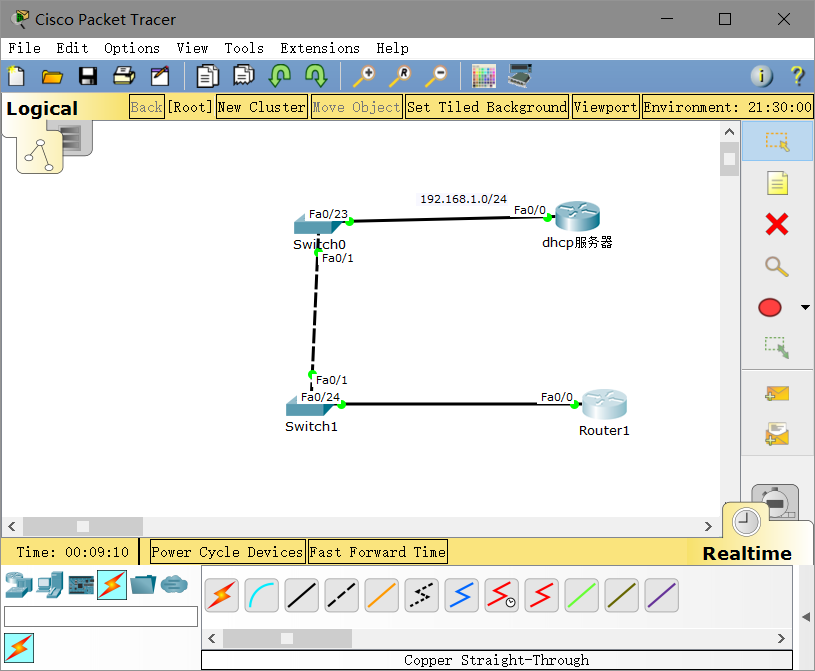 Cisco Packet Tracer
File Edit Options View Tools Extensions Help
Logical Back [Root] New Cluster Move Object Set Tiled Background Viewport Environment: 21:30:00
192.168.1.0/24
Fa0/23 Fa0/0
Switch0 dhcp服务器
Fa0/1
Fa0/1
Fa0/24 Fa0/0
Switch1 Router1
Time: 00:09:10 Power Cycle Devices Fast Forward Time Realtime
Copper Straight-Through